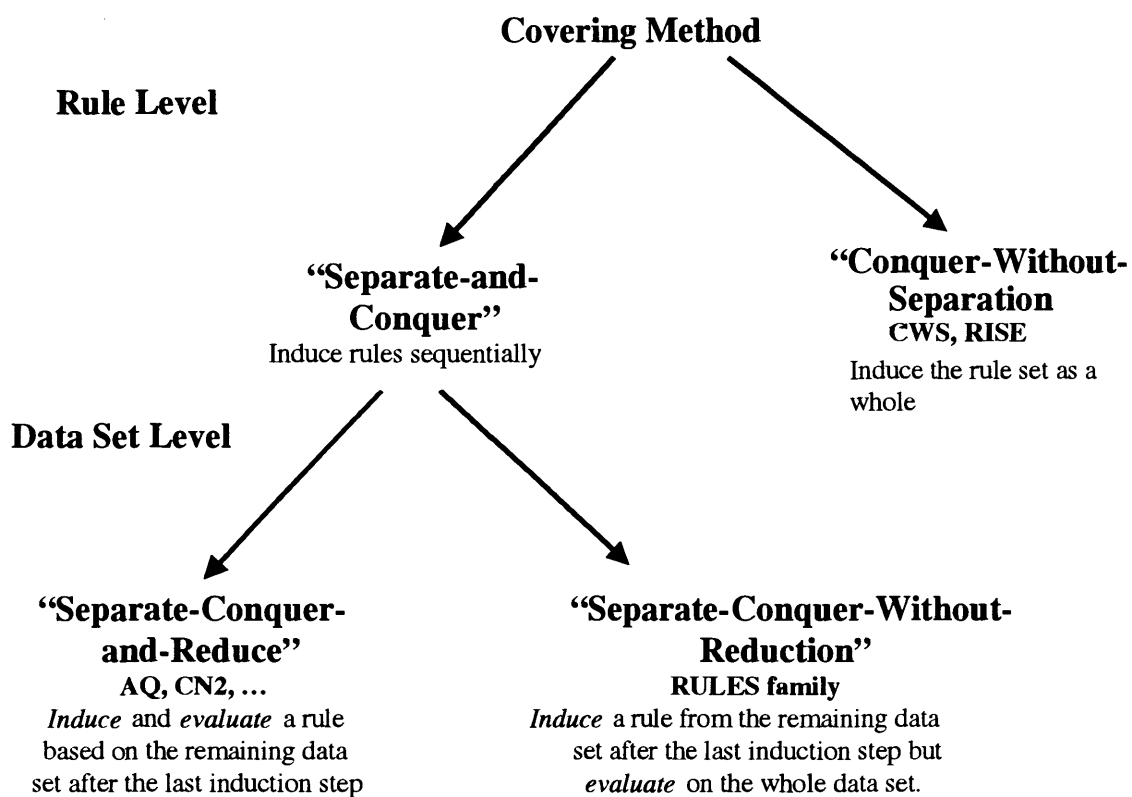 Covering Method
Rule Level
“Separate-and-
Conquer”
Induce rules sequentially
“Conquer-Without-
Separation
CWS, RISE
Induce the rule set as a
whole
Data Set Level
“Separate-Conquer-
and-Reduce”
AQ, CN2, ...
Induce and evaluate a rule
based on the remaining data
set after the last induction step
“Separate-Conquer-Without-
Reduction”
RULES family
Induce a rule from the remaining data
set after the last induction step but
evaluate on the whole data set.